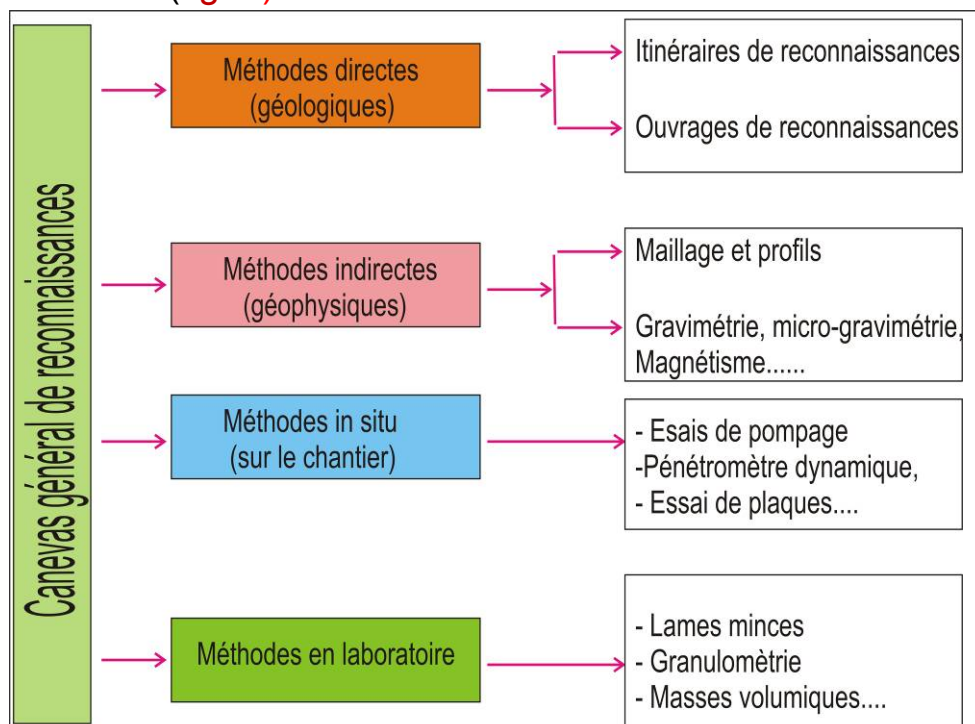 Canevas général de reconnaissances
Méthodes directes
(géologiques)
Itinéraires de reconnaissances
Ouvrages de reconnaissances
Méthodes indirectes
(géophysiques)
Maillage et profils
Gravimétrie, micro-gravimétrie,
Magnétisme......
Méthodes in situ
(sur le chantier)
- Esais de pompage
-Pénétromètre dynamique,
- Essai de plaques....
Méthodes en laboratoire
- Lames minces
- Granulomètrie
- Masses volumiques....